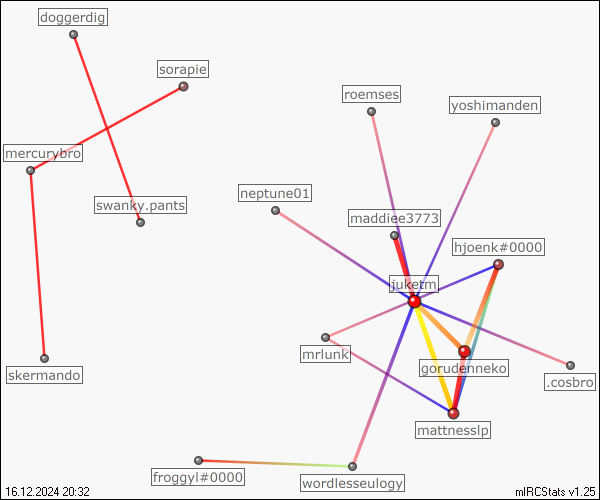 doggerdig
sorapie
roemses
yoshimanden
mercurybro
neptune01
swanky.pants
maddiee3773
hjoenk#0000
juketm
mrlunk
gorudenneko
skermando
.cosbro
mattnesslp
froggyl#0000
wordlesseulogy
16.12.2024 20:32
mIRCStats v1.25